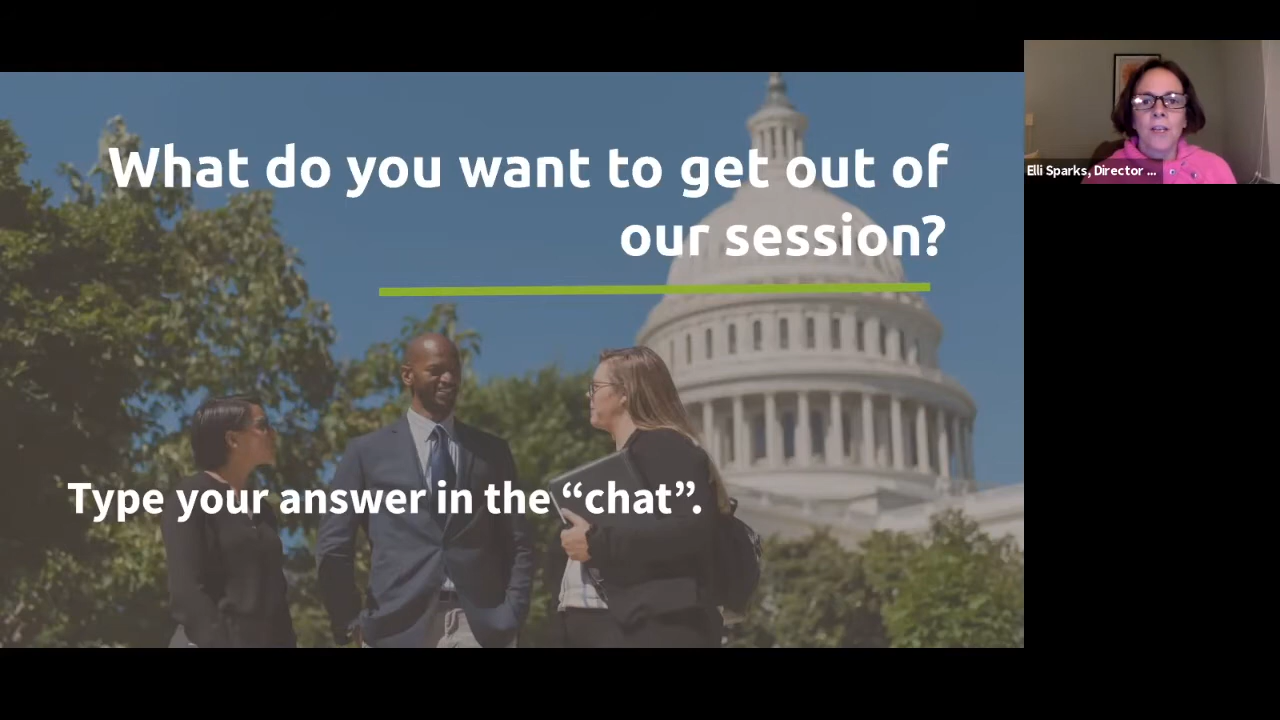 What do you want to get out of
our session?
Type your answer in the “chat”.
Elli Sparks, Director ...